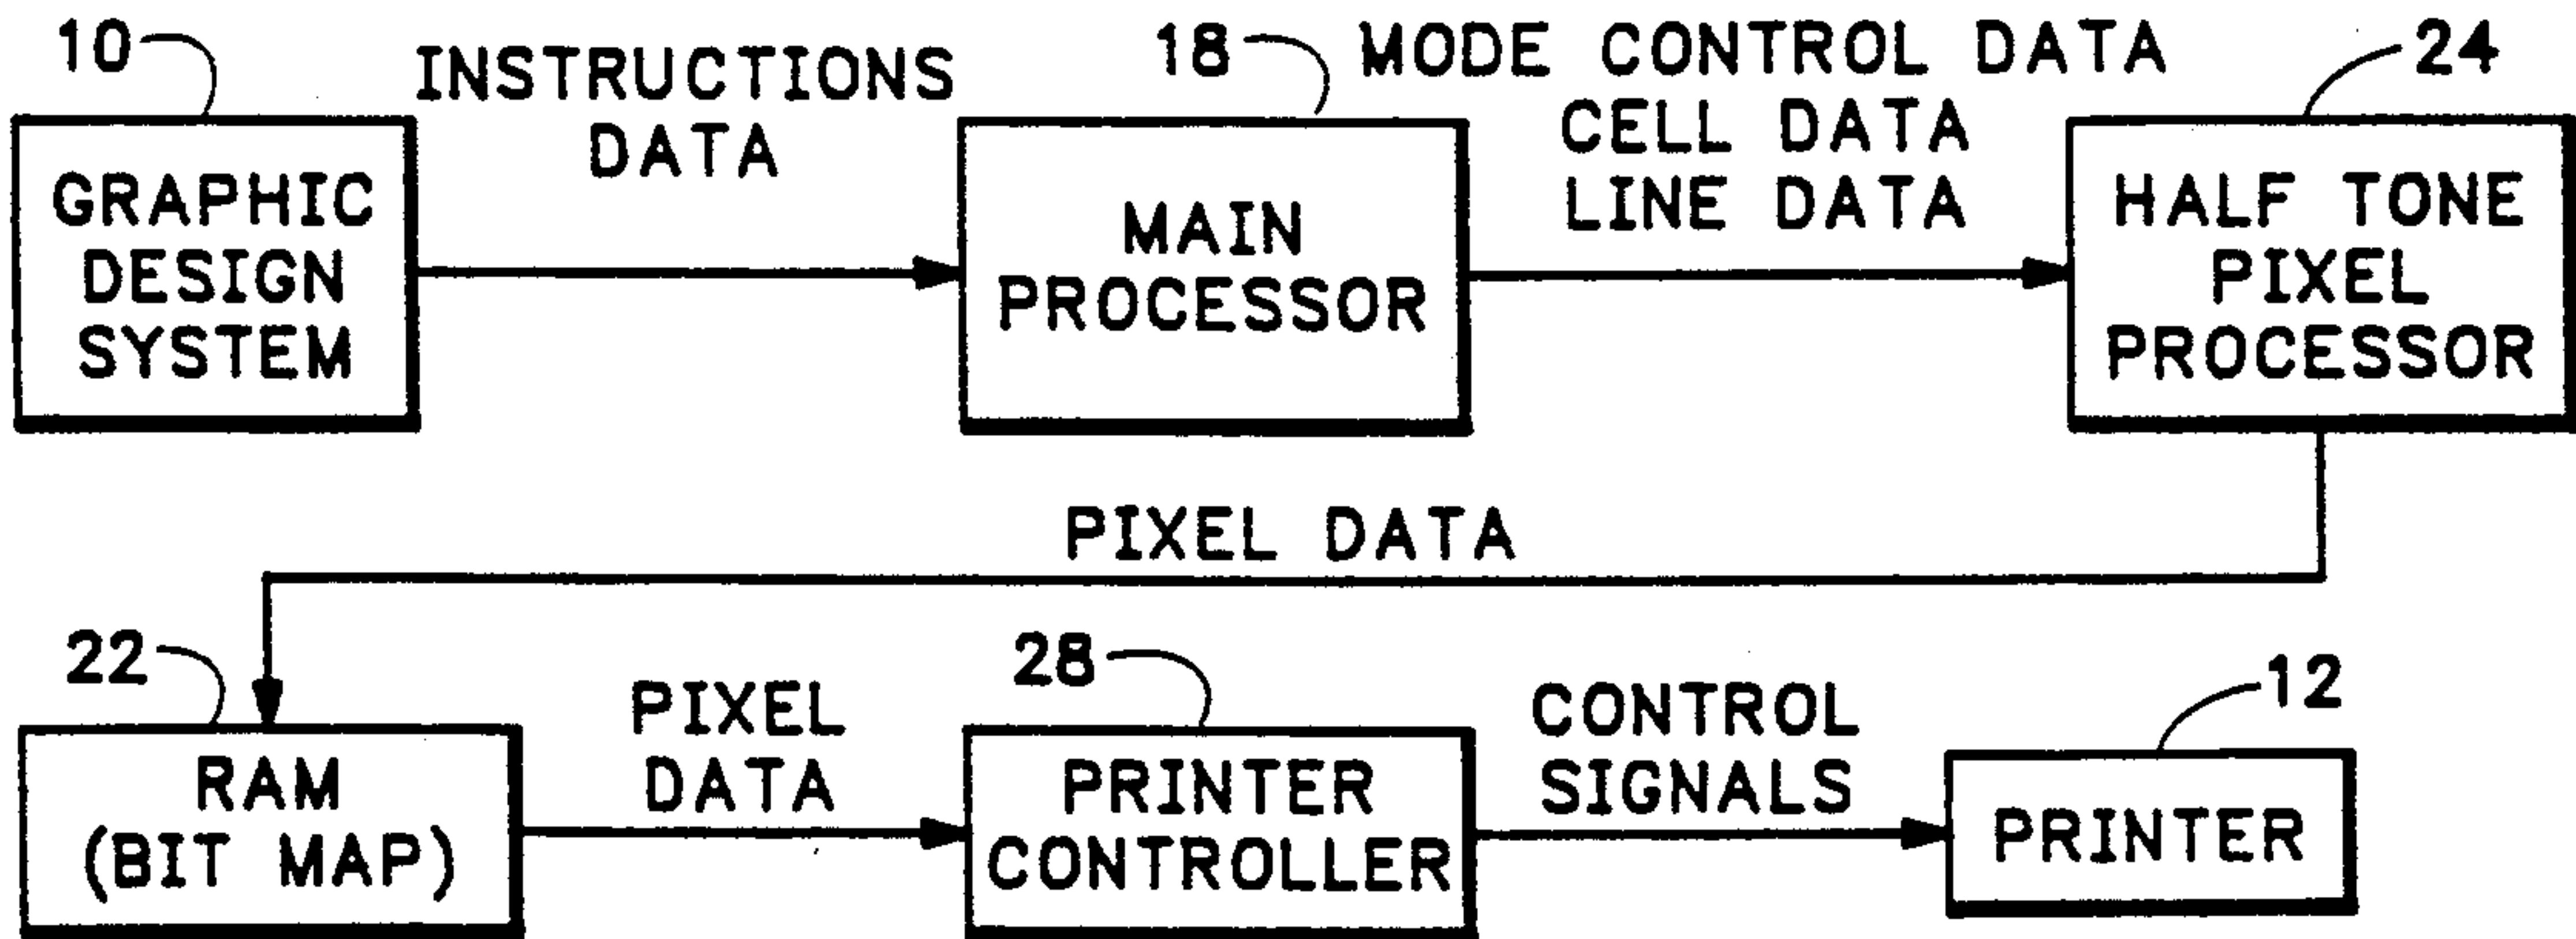 10
INSTRUCTIONS
DATA
18
MODE CONTROL DATA
CELL DATA
LINE DATA
24
GRAPHIC
DESIGN
SYSTEM
MAIN
PROCESSOR
HALF TONE
PIXEL
PROCESSOR
PIXEL DATA
22
PIXEL
DATA
28
CONTROL
SIGNALS
12
RAM
(BIT MAP)
PRINTER
CONTROLLER
PRINTER